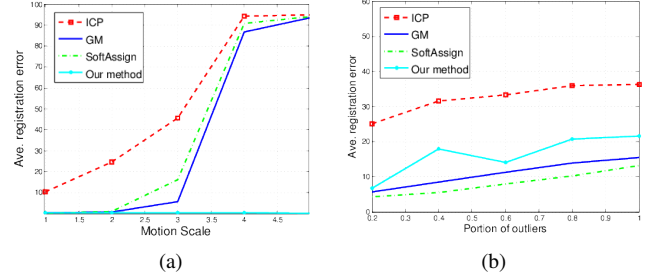 100
90
80
70
60
50
40
30
20
10
1 1.5 2 2.5 3 3.5 4 4.5
Ave. registration error
Motion Scale
ICP
GM
SoftAssign
Our method
(a)
60
50
40
30
20
10
0
0.2 0.3 0.4 0.5 0.6 0.7 0.8 0.9 1
Ave. registration error
Portion of outliers
ICP
GM
SoftAssign
Our method
(b)